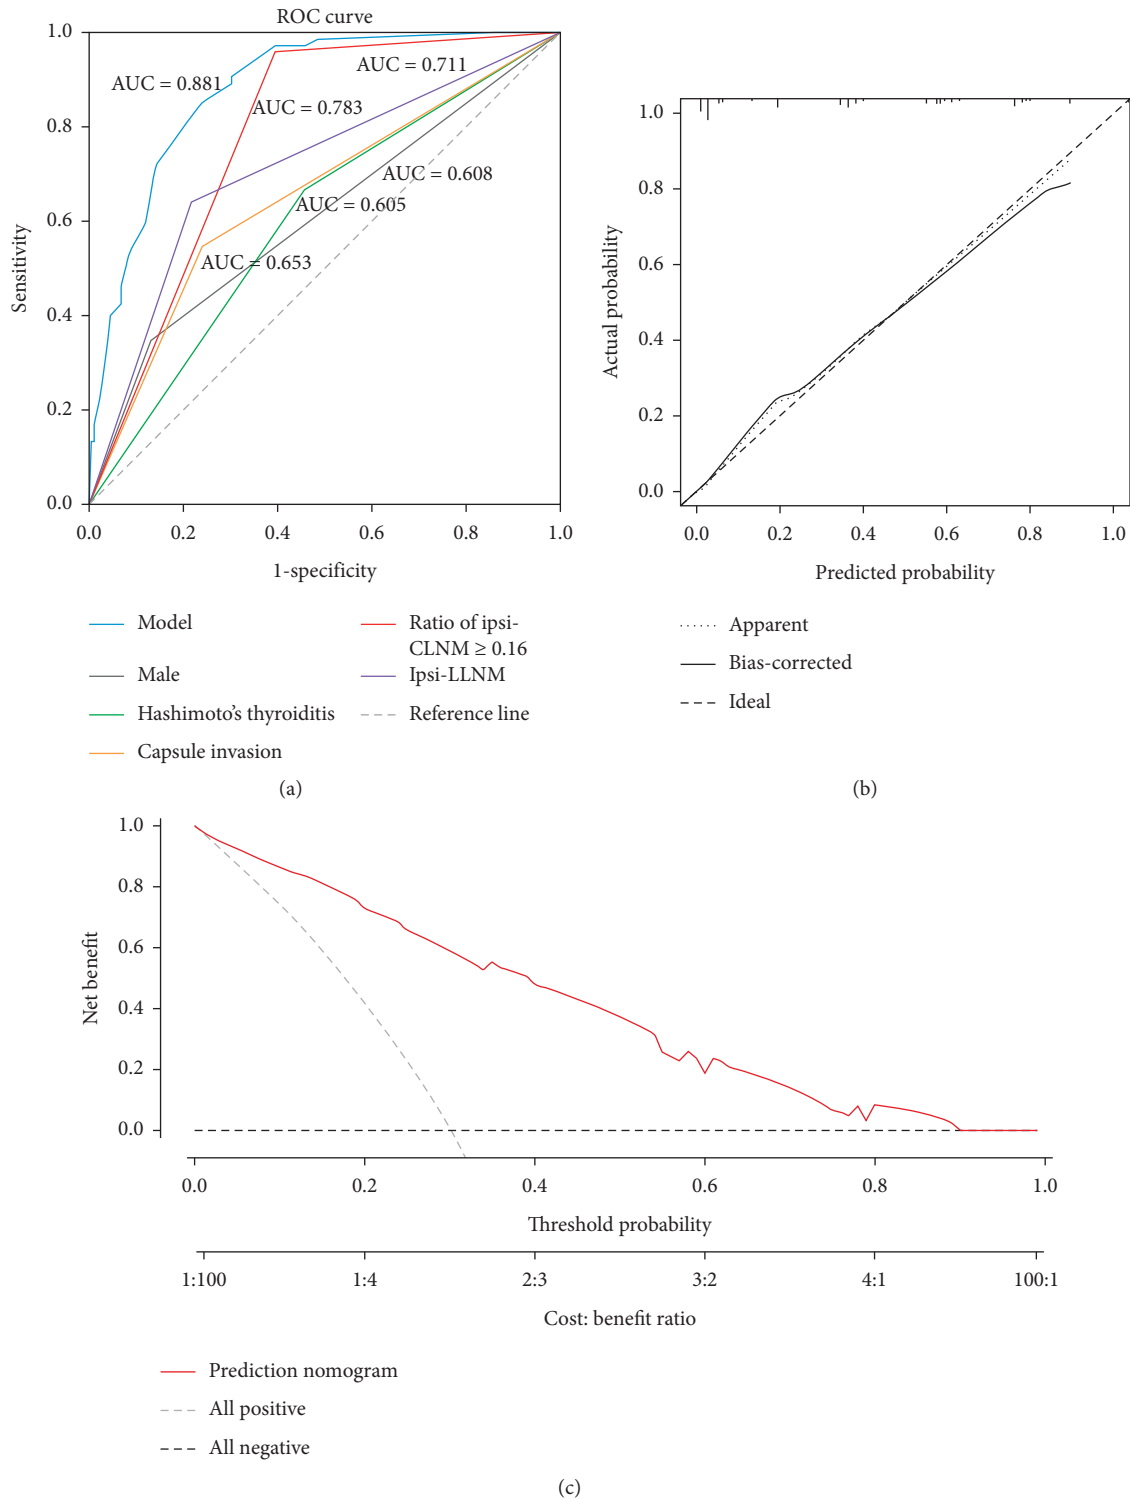 ROC curve
1.0
0.8
0.6
0.4
0.2
0.0
Sensitivity
AUC = 0.881
AUC = 0.711
AUC = 0.783
AUC = 0.608
AUC = 0.605
AUC = 0.653
0.0 0.2 0.4 0.6 0.8 1.0
1-specificity
Model
Male
Hashimoto's thyroiditis
Capsule invasion
Ratio of ipsi-
CLNM ≥ 0.16
Ipsi-LLNM
Reference line
(a)
1.0
0.8
0.6
0.4
0.2
0.0
Actual probability
0.0 0.2 0.4 0.6 0.8 1.0
Predicted probability
Apparent
Bias-corrected
Ideal
(b)
1.0
0.8
0.6
0.4
0.2
0.0
Net benefit
0.0 0.2 0.4 0.6 0.8 1.0
Threshold probability
1:100 1:4 2:3 3:2 4:1 100:1
Cost: benefit ratio
Prediction nomogram
All positive
All negative
(c)